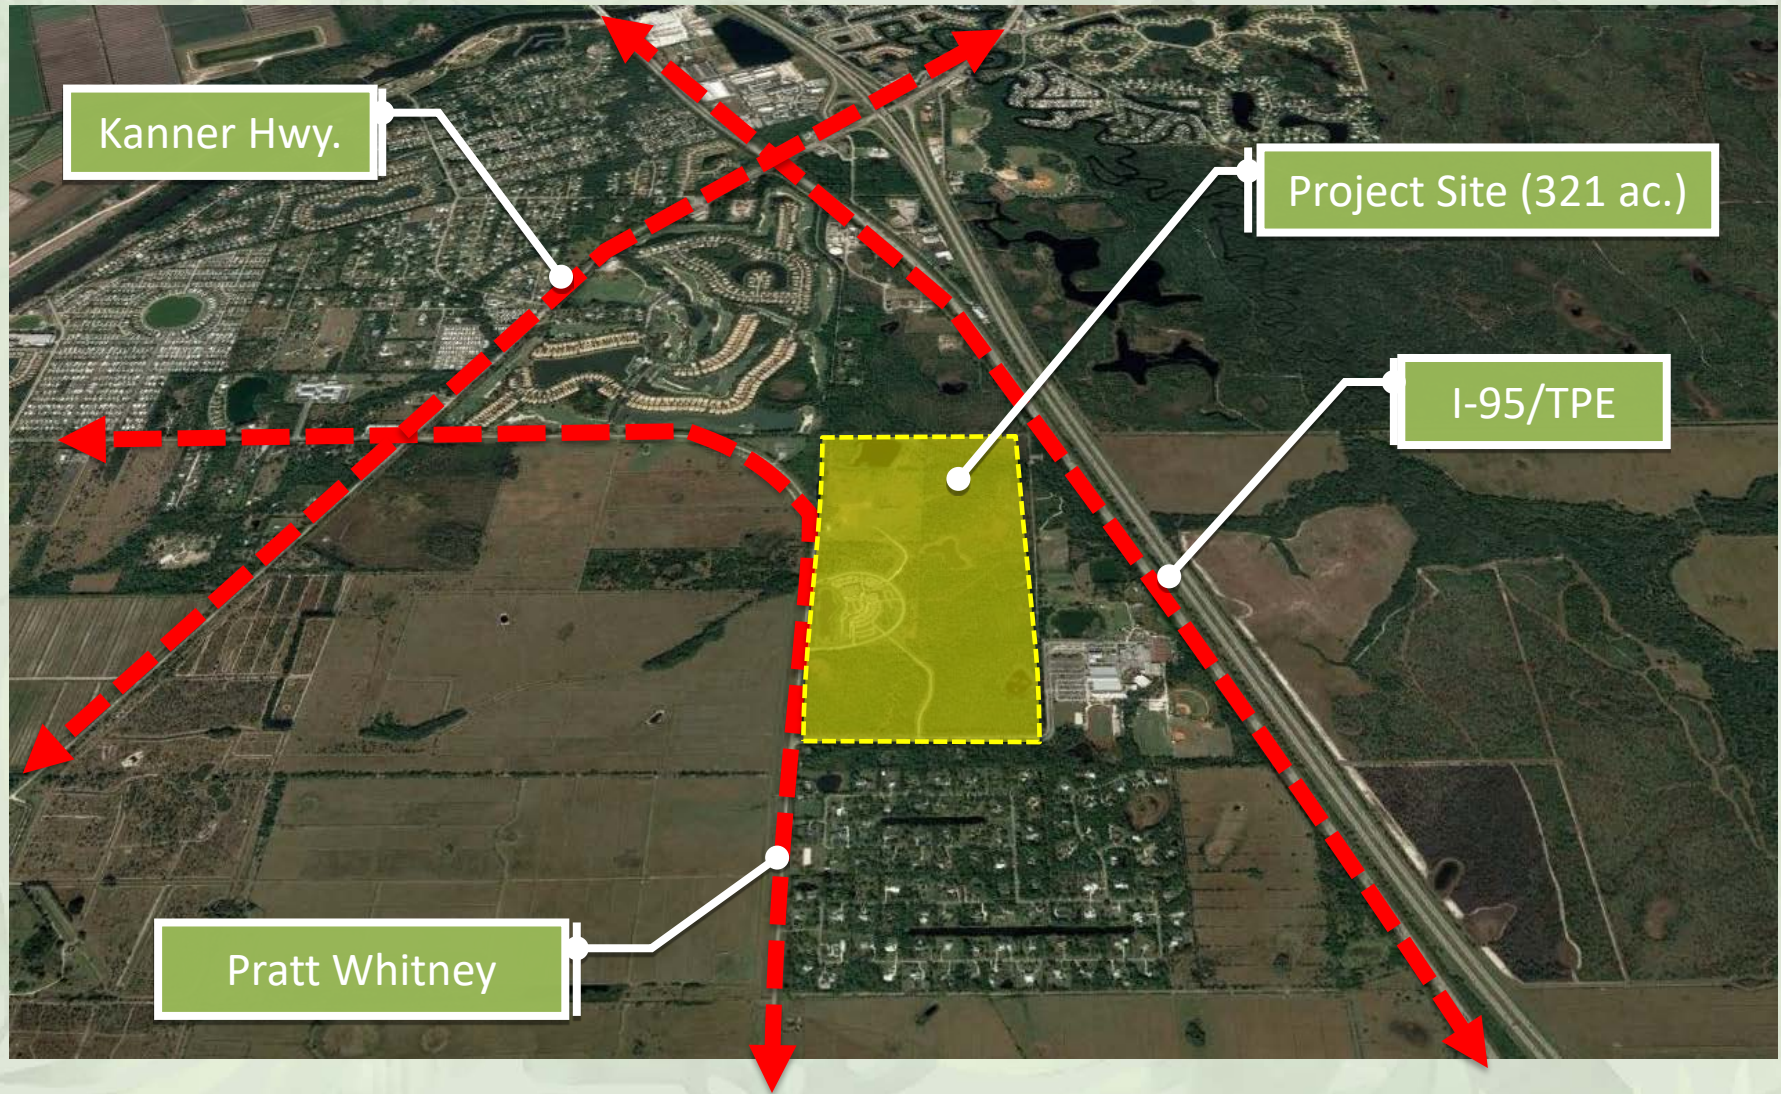 Kanner Hwy.
Project Site (321 ac.)
I-95/TPE
Pratt Whitney